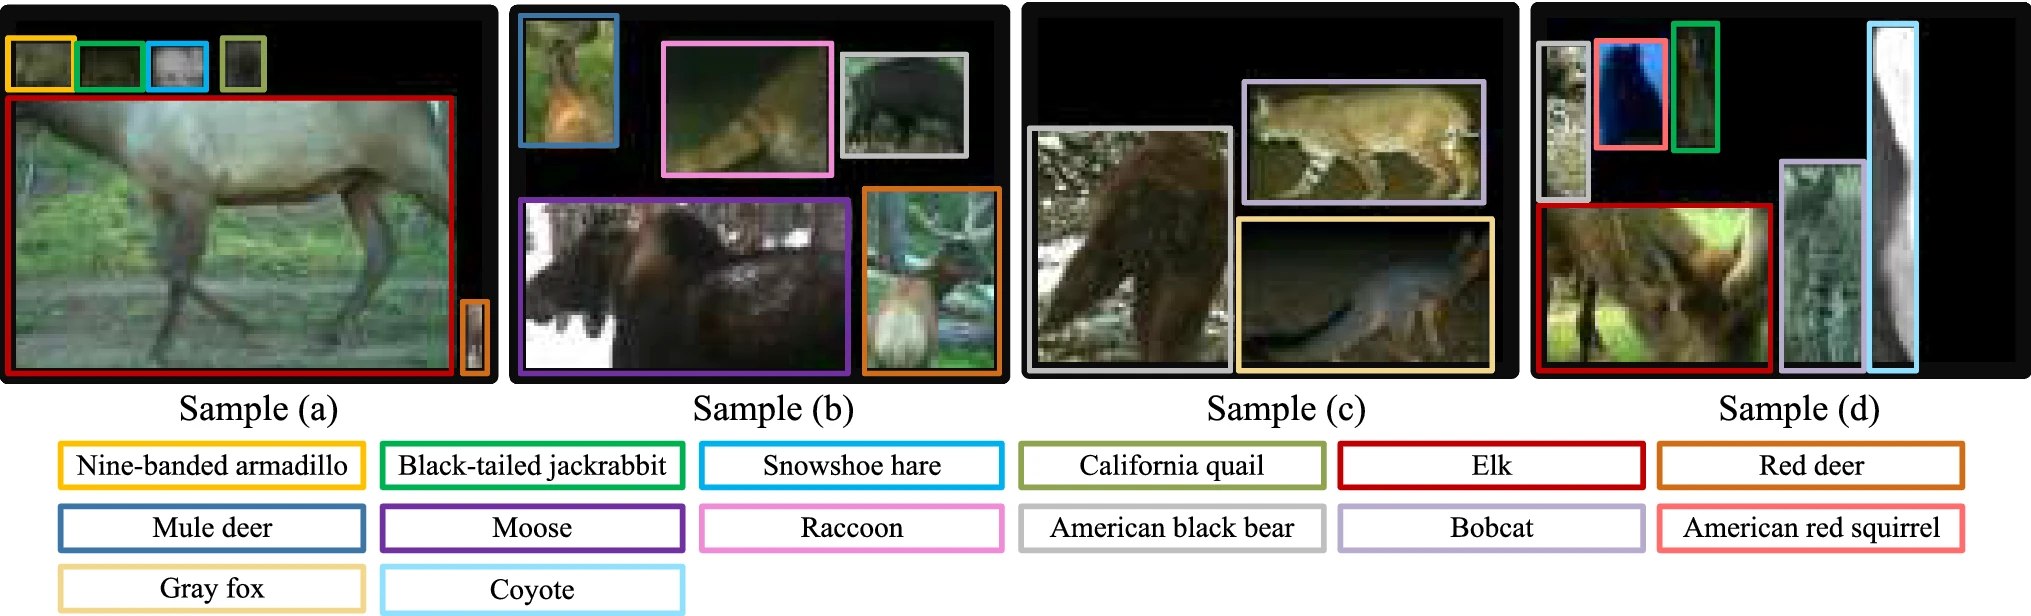 Sample (a) Sample (b) Sample (c) Sample (d)
Nine-banded armadillo Black-tailed jackrabbit Snowshoe hare California quail Elk Red deer
Mule deer Moose Raccoon American black bear Bobcat American red squirrel
Gray fox Coyote